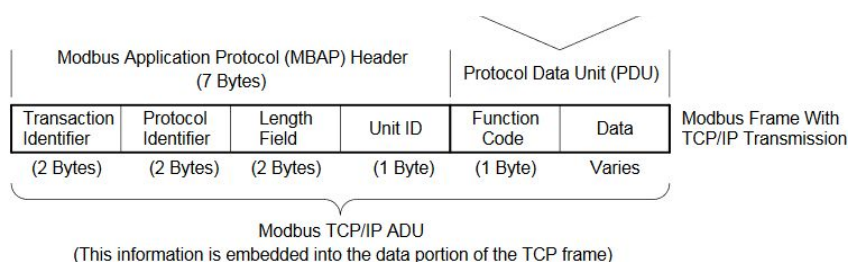 Modbus Application Protocol (MBAP) Header
(7 Bytes)
Protocol Data Unit (PDU)
Transaction Identifier
Protocol Identifier
Length Field
Unit ID
Function Code
Data
Modbus Frame With
TCP/IP Transmission
(2 Bytes) (2 Bytes) (2 Bytes) (1 Byte) (1 Byte) Varies
Modbus TCP/IP ADU
(This information is embedded into the data portion of the TCP frame)